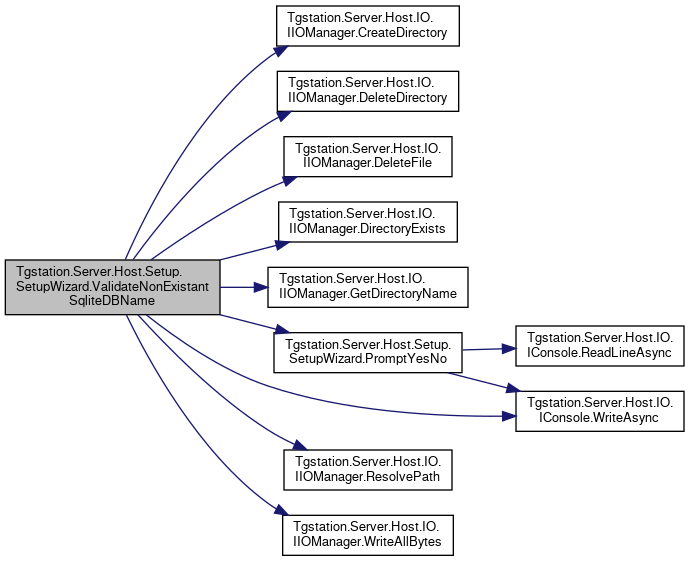 Tgstation.Server.Host.IO.
IIOManager.CreateDirectory
Tgstation.Server.Host.IO.
IIOManager.DeleteDirectory
Tgstation.Server.Host.IO.
IIOManager.DeleteFile
Tgstation.Server.Host.IO.
IIOManager.DirectoryExists
Tgstation.Server.Host.Setup.
SetupWizard.ValidateNonExistant
SqliteDBName
Tgstation.Server.Host.IO.
IIOManager.GetDirectoryName
Tgstation.Server.Host.Setup.
SetupWizard.PromptYesNo
Tgstation.Server.Host.IO.
IConsole.ReadLineAsync
Tgstation.Server.Host.IO.
IConsole.WriteAsync
Tgstation.Server.Host.IO.
IIOManager.ResolvePath
Tgstation.Server.Host.IO.
IIOManager.WriteAllBytes